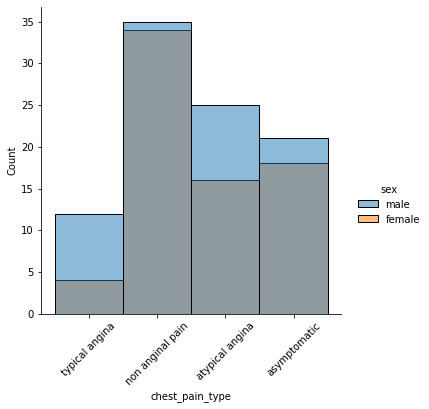 35
30
25
20
15
10
5
0
Count
typical angina
non anginal pain
atypical angina
asymptomatic
chest_pain_type
sex
male
female